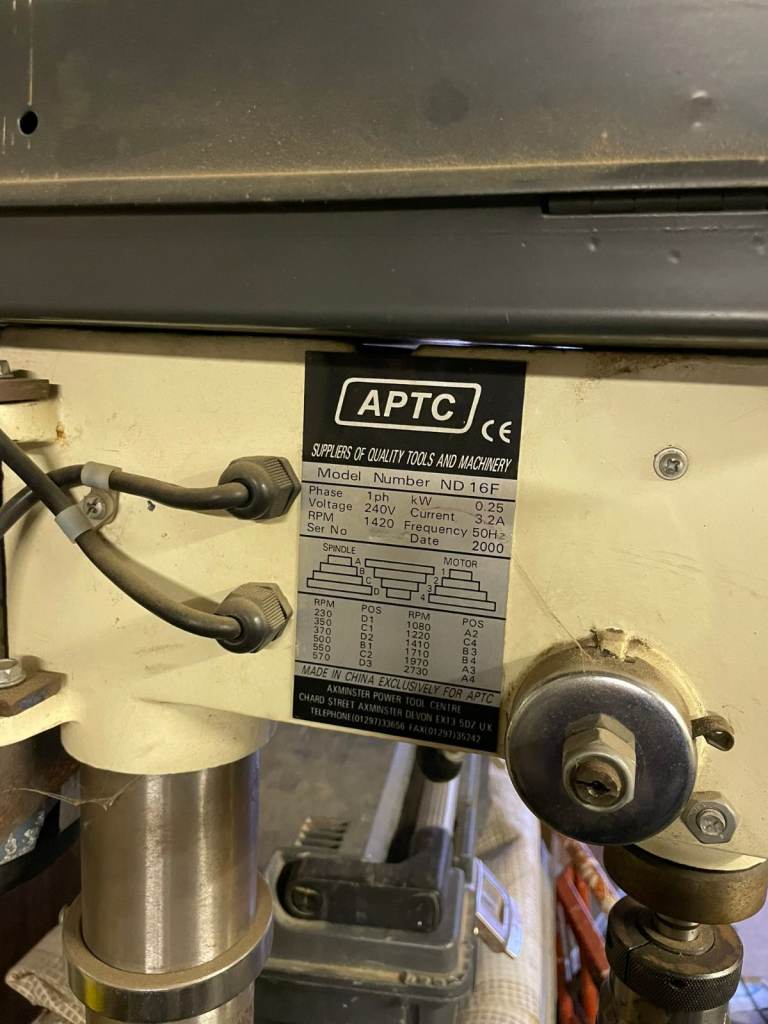 APTC
CE
SUPPLIERS OF QUALITY TOOLS AND MACHINERY
Model Number ND 16F
Phase 1ph kW 0.25
Voltage 240V Current 3.2A
RPM 1420 Frequency 50Hz
Ser No Date 2000
SPINDLE MOTOR
A 1
B 2
C 3
D 4
RPM POS RPM POS
230 D1 1080 A2
350 C1 1220 C4
370 D2 1410 B3
500 B1 1710 B4
550 C2 1970 A3
570 D3 2730 A4
MADE IN CHINA EXCLUSIVELY FOR APTC
AXMINSTER POWER TOOL CENTRE
CHARD STREET AXMINSTER DEVON EX13 5DZ U.K
TELEPHONE(01297)33656 FAX(01297)35242